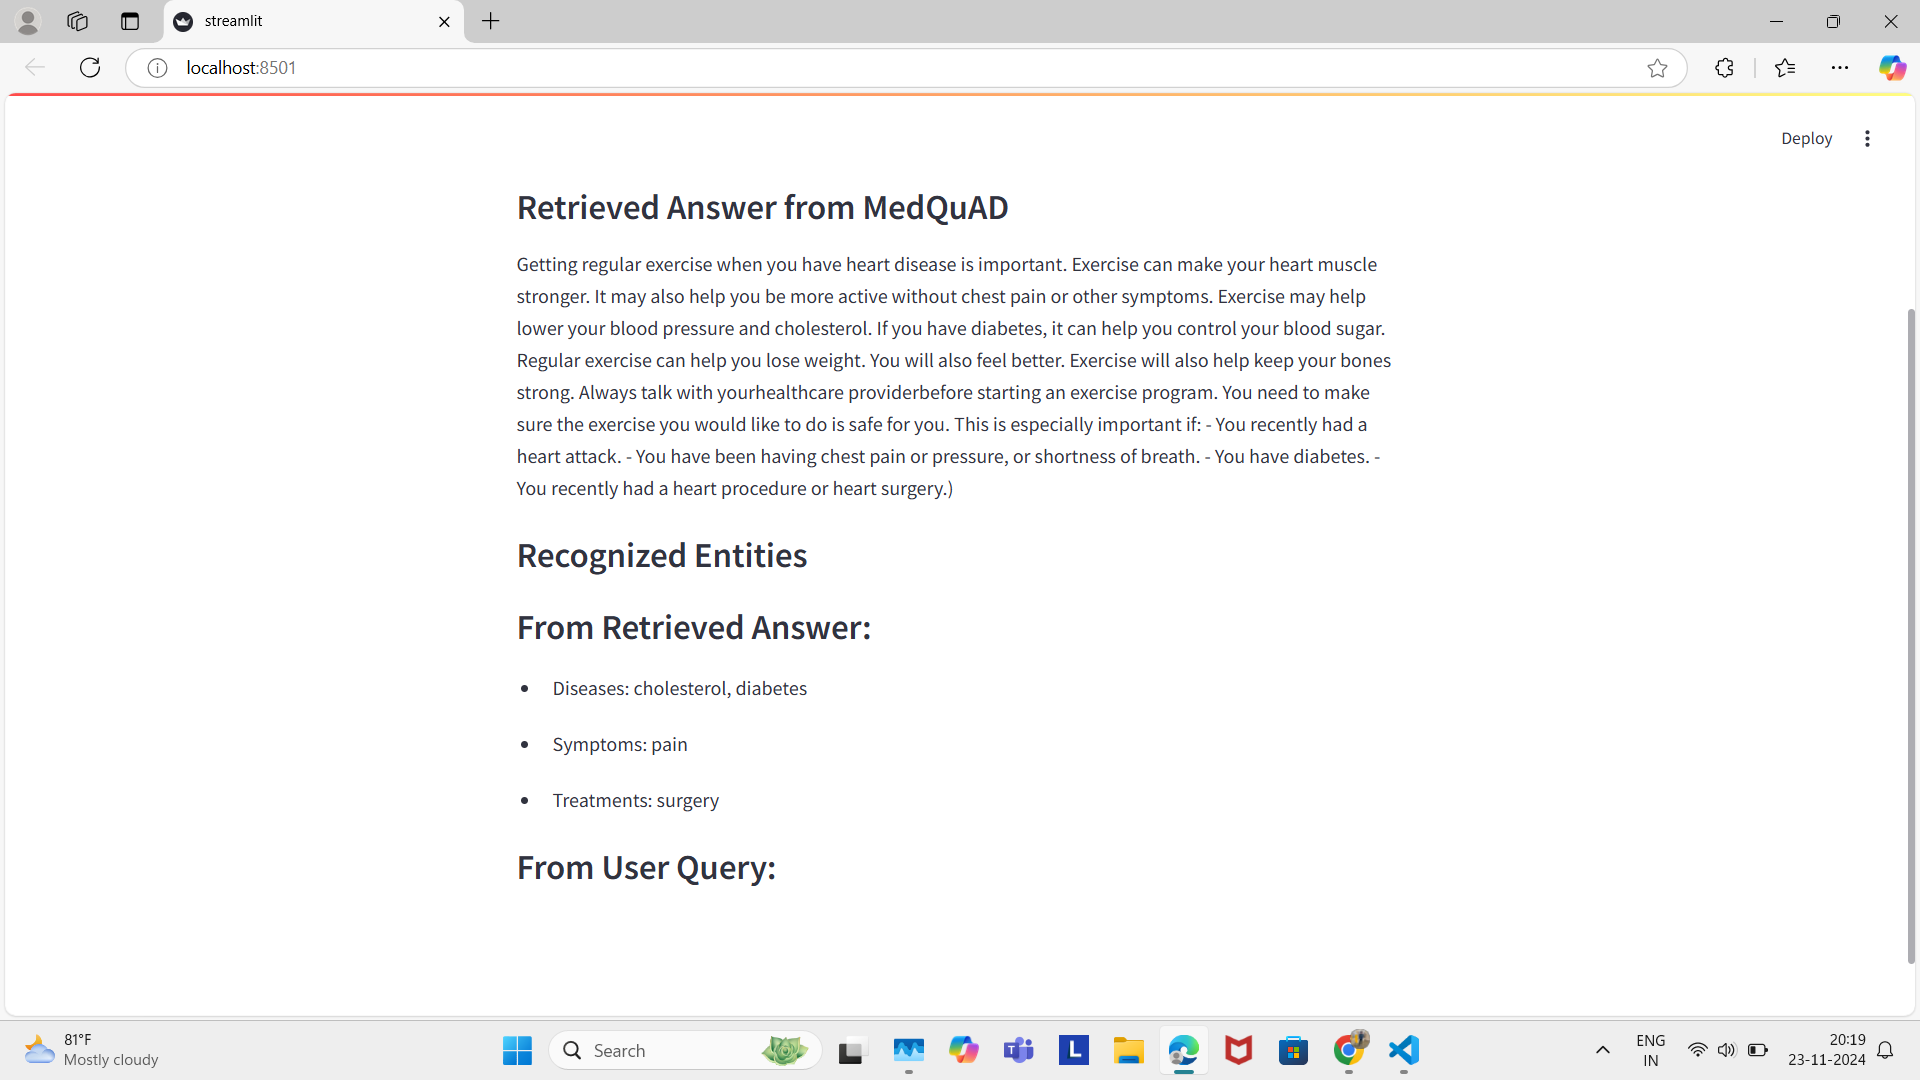 streamlit
localhost:8501
Deploy
Retrieved Answer from MedQuAD
Getting regular exercise when you have heart disease is important. Exercise can make your heart muscle
stronger. It may also help you be more active without chest pain or other symptoms. Exercise may help
lower your blood pressure and cholesterol. If you have diabetes, it can help you control your blood sugar.
Regular exercise can help you lose weight. You will also feel better. Exercise will also help keep your bones
strong. Always talk with yourhealthcare providerbefore starting an exercise program. You need to make
sure the exercise you would like to do is safe for you. This is especially important if: - You recently had a
heart attack. - You have been having chest pain or pressure, or shortness of breath. - You have diabetes. -
You recently had a heart procedure or heart surgery.)
Recognized Entities
From Retrieved Answer:
• Diseases: cholesterol, diabetes
• Symptoms: pain
• Treatments: surgery
From User Query:
81°F
Mostly cloudy
Search
L
ENG
IN
20:19
23-11-2024